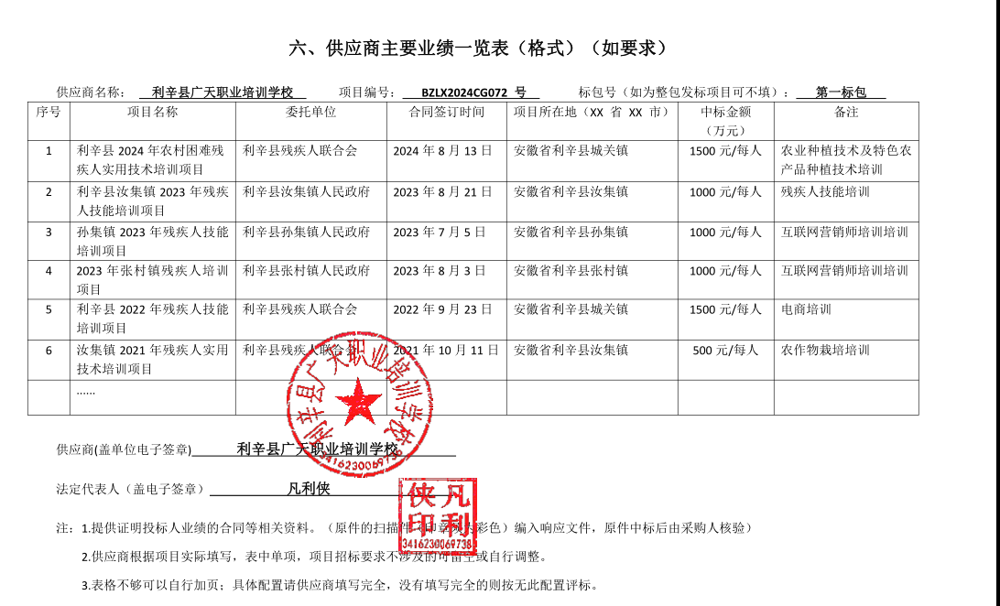 六、供应商主要业绩一览表（格式）（如要求）
供应商名称： 利辛县广天职业培训学校 项目编号： BZLX2024CG072 号 标包号（如为整包发标项目可不填）： 第一标包
序号 项目名称 委托单位 合同签订时间 项目所在地（XX 省 XX 市） 中标金额 备注
（万元）
1 利辛县 2024 年农村困难残 利辛县残疾人联合会 2024 年 8 月 13 日 安徽省利辛县城关镇 1500 元/每人 农业种植技术及特色农
疾人实用技术培训项目 产品种植技术培训
2 利辛县汝集镇 2023 年残疾 利辛县汝集镇人民政府 2023 年 8 月 21 日 安徽省利辛县汝集镇 1000 元/每人 残疾人技能培训
人技能培训项目
3 孙集镇 2023 年残疾人技能 利辛县孙集镇人民政府 2023 年 7 月 5 日 安徽省利辛县孙集镇 1000 元/每人 互联网营销师培训培训
培训项目
4 2023 年张村镇残疾人培训 利辛县张村镇人民政府 2023 年 8 月 3 日 安徽省利辛县张村镇 1000 元/每人 互联网营销师培训培训
项目
5 利辛县 2022 年残疾人技能 利辛县残疾人联合会 2022 年 9 月 23 日 安徽省利辛县城关镇 1500 元/每人 电商培训
培训项目
6 汝集镇 2021 年残疾人实用 利辛县残疾人联合会 2021 年 10 月 11 日 安徽省利辛县汝集镇 500 元/每人 农作物栽培培训
技术培训项目
......
利辛县广天职业培训学校
3416230069736
供应商(盖单位电子签章) 利辛县广天职业培训学校
法定代表人（盖电子签章） 凡利侠
凡利侠印
3416230069738
注：1.提供证明投标人业绩的合同等相关资料。（原件的扫描件（印章须为彩色）编入响应文件，原件中标后由采购人核验）
2.供应商根据项目实际填写，表中单项，项目招标要求不涉及的可留空或自行调整。
3.表格不够可以自行加页；具体配置请供应商填写完全，没有填写完全的则按无此配置评标。